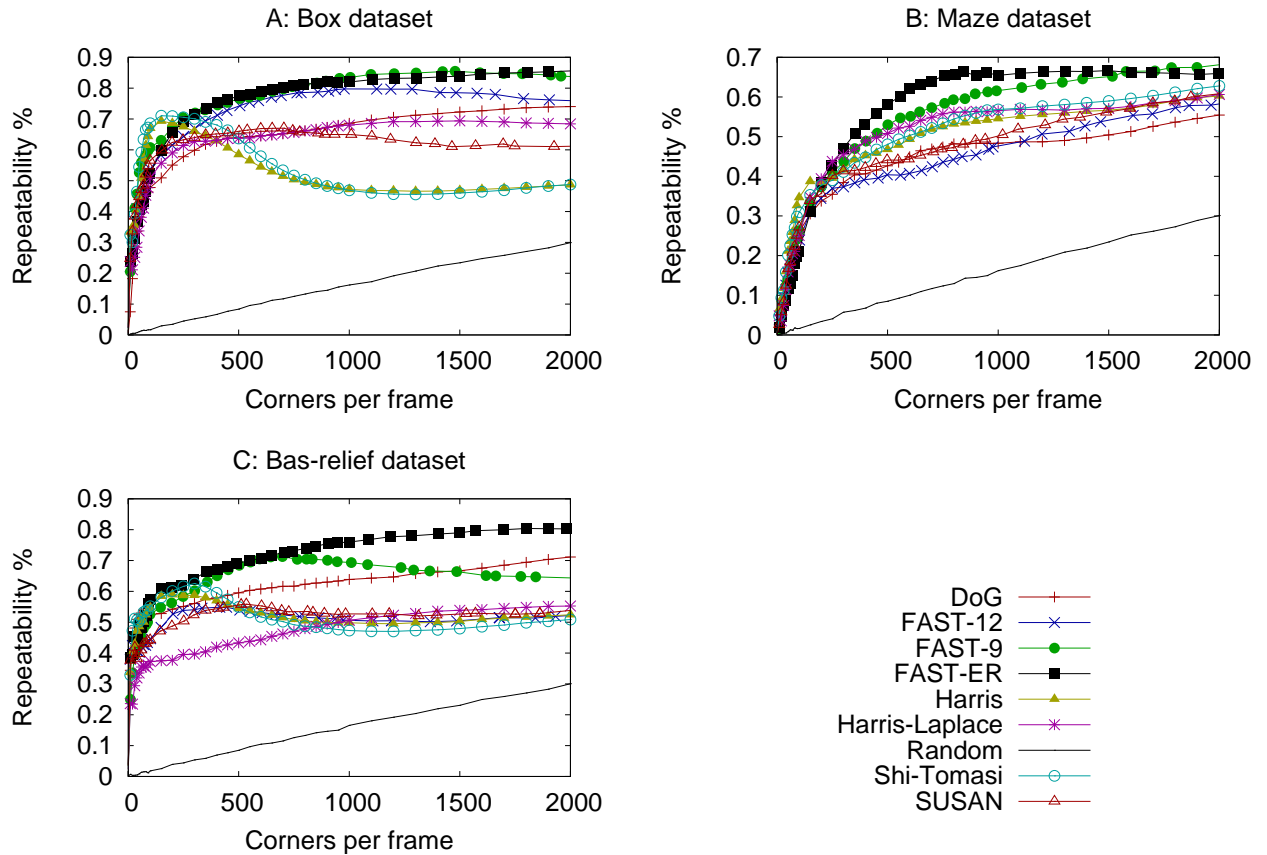 A: Box dataset
Repeatability %
0.9
0.8
0.7
0.6
0.5
0.4
0.3
0.2
0.1
0
0 500 1000 1500 2000
Corners per frame
B: Maze dataset
Repeatability %
0.7
0.6
0.5
0.4
0.3
0.2
0.1
0
0 500 1000 1500 2000
Corners per frame
C: Bas-relief dataset
Repeatability %
0.9
0.8
0.7
0.6
0.5
0.4
0.3
0.2
0.1
0
0 500 1000 1500 2000
Corners per frame
DoG
FAST-12
FAST-9
FAST-ER
Harris
Harris-Laplace
Random
Shi-Tomasi
SUSAN